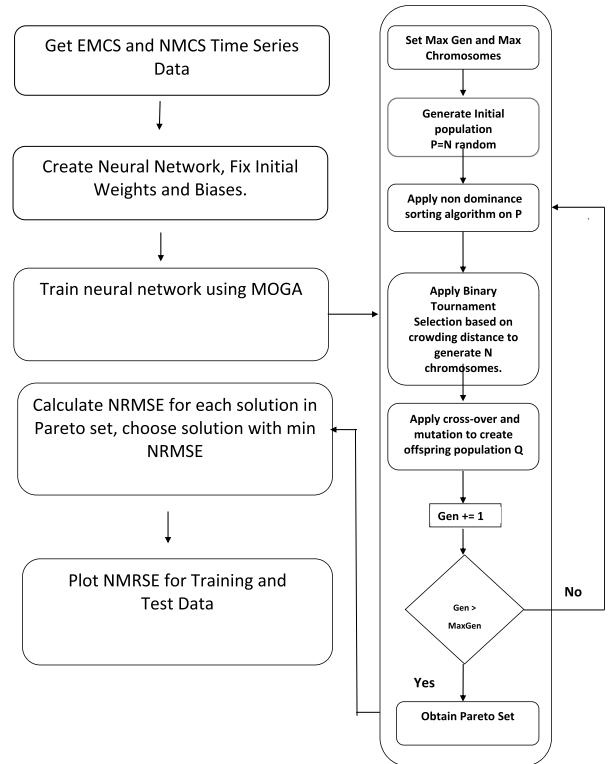 Get EMCS and NMCS Time Series
Data
Create Neural Network, Fix Initial
Weights and Biases.
Train neural network using MOGA
Calculate NRMSE for each solution in
Pareto set, choose solution with min
NRMSE
Plot NMRSE for Training and
Test Data
Set Max Gen and Max
Chromosomes
Generate Initial
population
P=N random
Apply non dominance
sorting algorithm on P
Apply Binary
Tournament
Selection based on
crowding distance to
generate N
chromosomes.
Apply cross-over and
mutation to create
offspring population Q
Gen += 1
Gen >
MaxGen
No
Yes
Obtain Pareto Set